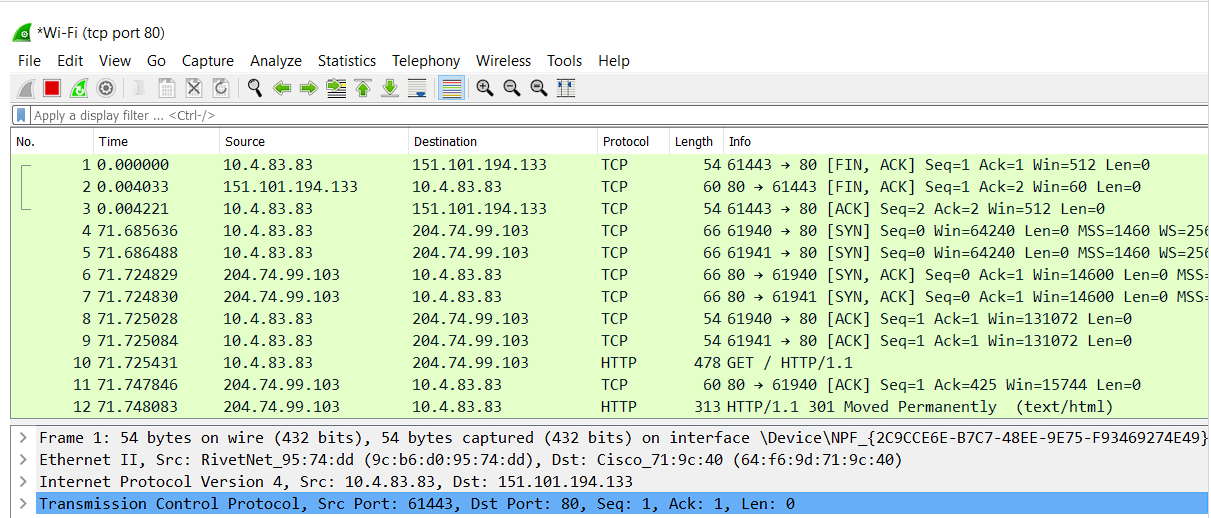 *Wi-Fi (tcp port 80)
File Edit View Go Capture Analyze Statistics Telephony Wireless Tools Help
Apply a display filter ... <Ctrl-/>
No. Time Source Destination Protocol Length Info
1 0.000000 10.4.83.83 151.101.194.133 TCP 54 61443 → 80 [FIN, ACK] Seq=1 Ack=1 Win=512 Len=0
2 0.004033 151.101.194.133 10.4.83.83 TCP 60 80 → 61443 [FIN, ACK] Seq=1 Ack=2 Win=60 Len=0
3 0.004221 10.4.83.83 151.101.194.133 TCP 54 61443 → 80 [ACK] Seq=2 Ack=2 Win=512 Len=0
4 71.685636 10.4.83.83 204.74.99.103 TCP 66 61940 → 80 [SYN] Seq=0 Win=64240 Len=0 MSS=1460 WS=256
5 71.686488 10.4.83.83 204.74.99.103 TCP 66 61941 → 80 [SYN] Seq=0 Win=64240 Len=0 MSS=1460 WS=256
6 71.724829 204.74.99.103 10.4.83.83 TCP 66 80 → 61940 [SYN, ACK] Seq=0 Ack=1 Win=14600 Len=0 MSS=
7 71.724830 204.74.99.103 10.4.83.83 TCP 66 80 → 61941 [SYN, ACK] Seq=0 Ack=1 Win=14600 Len=0 MSS=
8 71.725028 10.4.83.83 204.74.99.103 TCP 54 61940 → 80 [ACK] Seq=1 Ack=1 Win=131072 Len=0
9 71.725084 10.4.83.83 204.74.99.103 TCP 54 61941 → 80 [ACK] Seq=1 Ack=1 Win=131072 Len=0
10 71.725431 10.4.83.83 204.74.99.103 HTTP 478 GET / HTTP/1.1
11 71.747846 204.74.99.103 10.4.83.83 TCP 60 80 → 61940 [ACK] Seq=1 Ack=425 Win=15744 Len=0
12 71.748083 204.74.99.103 10.4.83.83 HTTP 313 HTTP/1.1 301 Moved Permanently (text/html)
Frame 1: 54 bytes on wire (432 bits), 54 bytes captured (432 bits) on interface \Device\NPF_{2C9CCE6E-B7C7-48EE-9E75-F93469274E49}
Ethernet II, Src: RivetNet_95:74:dd (9c:b6:d0:95:74:dd), Dst: Cisco_71:9c:40 (64:f6:9d:71:9c:40)
Internet Protocol Version 4, Src: 10.4.83.83, Dst: 151.101.194.133
Transmission Control Protocol, Src Port: 61443, Dst Port: 80, Seq: 1, Ack: 1, Len: 0